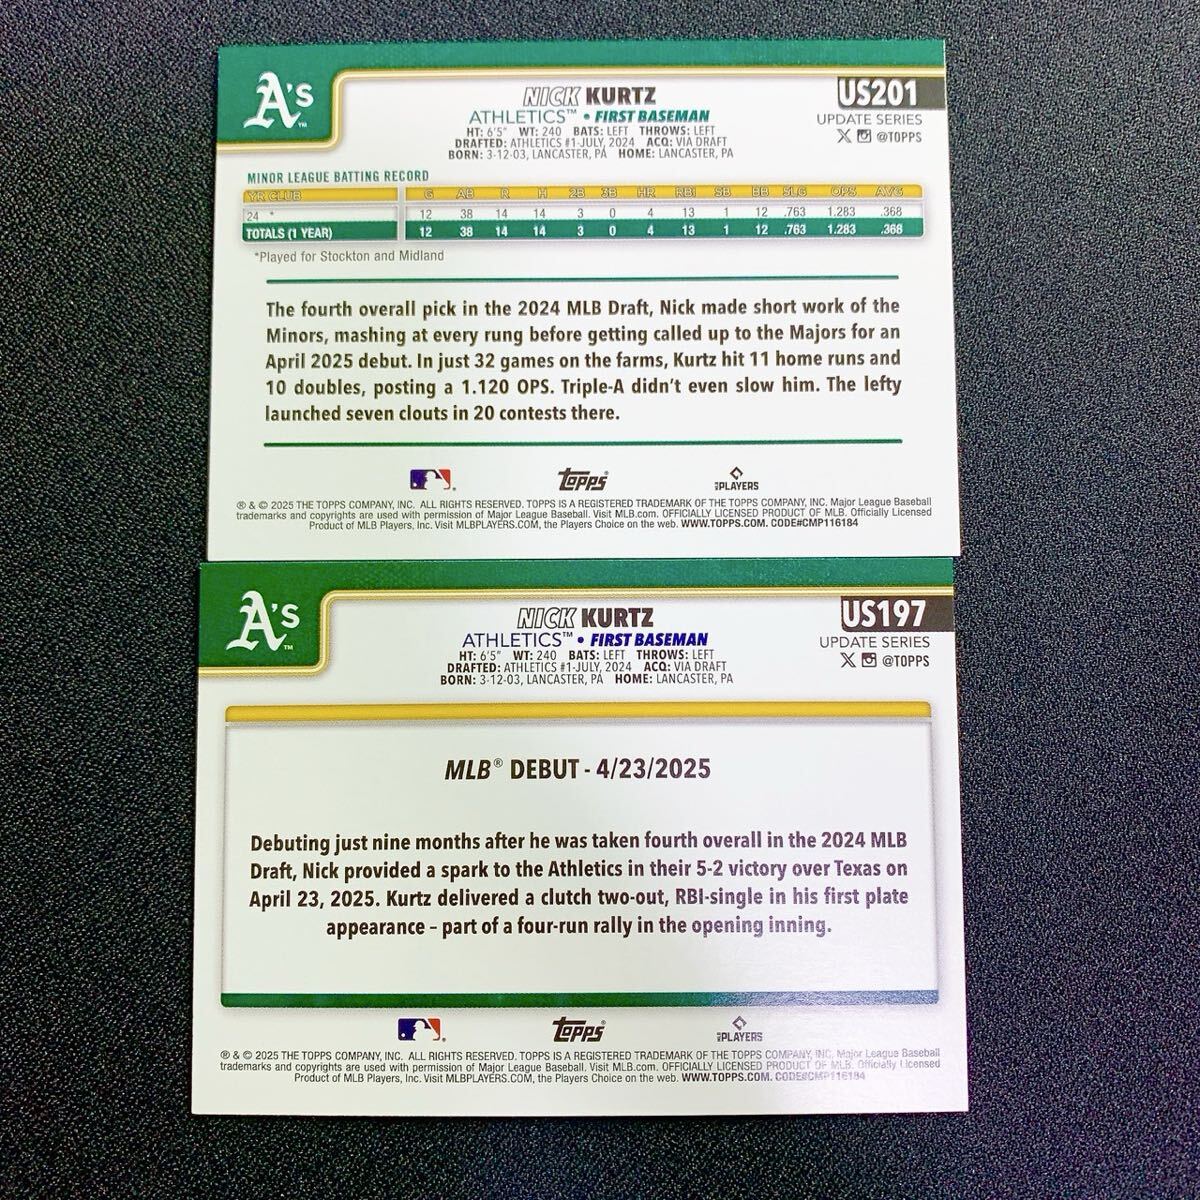 A's™
NICK KURTZ
US201
ATHLETICS™ • FIRST BASEMAN
UPDATE SERIES
HT: 6'5" WT: 240 BATS: LEFT THROWS: LEFT
@TOPPS
DRAFTED: ATHLETICS #1-JULY, 2024 ACQ: VIA DRAFT
BORN: 3-12-03, LANCASTER, PA HOME: LANCASTER, PA
MINOR LEAGUE BATTING RECORD
YR CLUB G AB R H 2B 3B HR RBI SB BB SLG OPS AVG
24 * 12 38 14 14 3 0 4 13 1 12 .763 1.283 .368
TOTALS (1 YEAR) 12 38 14 14 3 0 4 13 1 12 .763 1.283 .368
*Played for Stockton and Midland
The fourth overall pick in the 2024 MLB Draft, Nick made short work of the
Minors, mashing at every rung before getting called up to the Majors for an
April 2025 debut. In just 32 games on the farms, Kurtz hit 11 home runs and
10 doubles, posting a 1.120 OPS. Triple-A didn't even slow him. The lefty
launched seven clouts in 20 contests there.
Topps® MLB PLAYERS
® & © 2025 THE TOPPS COMPANY, INC. ALL RIGHTS RESERVED. TOPPS IS A REGISTERED TRADEMARK OF THE TOPPS COMPANY, INC. Major League Baseball
trademarks and copyrights are used with permission of Major League Baseball. Visit MLB.com. OFFICIALLY LICENSED PRODUCT OF MLB. Officially Licensed
Product of MLB Players, Inc. Visit MLBPLAYERS.COM, the Players Choice on the web. WWW.TOPPS.COM. CODE#CMP116184
A's™
NICK KURTZ
US197
ATHLETICS™ • FIRST BASEMAN
UPDATE SERIES
HT: 6'5" WT: 240 BATS: LEFT THROWS: LEFT
@TOPPS
DRAFTED: ATHLETICS #1-JULY, 2024 ACQ: VIA DRAFT
BORN: 3-12-03, LANCASTER, PA HOME: LANCASTER, PA
MLB® DEBUT - 4/23/2025
Debuting just nine months after he was taken fourth overall in the 2024 MLB
Draft, Nick provided a spark to the Athletics in their 5-2 victory over Texas on
April 23, 2025. Kurtz delivered a clutch two-out, RBI-single in his first plate
appearance – part of a four-run rally in the opening inning.
Topps® MLB PLAYERS
® & © 2025 THE TOPPS COMPANY, INC. ALL RIGHTS RESERVED. TOPPS IS A REGISTERED TRADEMARK OF THE TOPPS COMPANY, INC. Major League Baseball
trademarks and copyrights are used with permission of Major League Baseball. Visit MLB.com. OFFICIALLY LICENSED PRODUCT OF MLB. Officially Licensed
Product of MLB Players, Inc. Visit MLBPLAYERS.COM, the Players Choice on the web. WWW.TOPPS.COM. CODE#CMP116184